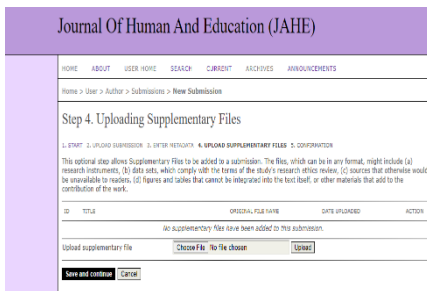 Journal Of Human And Education (JAHE)
HOME ABOUT USER HOME SEARCH CURRENT ARCHIVES ANNOUNCEMENTS
Home > User > Author > Submissions > New Submission
Step 4. Uploading Supplementary Files
1. START 2. UPLOAD SUBMISSION 3. ENTER METADATA 4. UPLOAD SUPPLEMENTARY FILES 5. CONFIRMATION
This optional step allows Supplementary Files to be added to a submission. The files, which can be in any format, might include (a)
research instruments, (b) data sets, which comply with the terms of the study's research ethics review, (c) sources that otherwise would
be unavailable to readers, (d) figures and tables that cannot be integrated into the text itself, or other materials that add to the
contribution of the work.
ID TITLE ORIGINAL FILE NAME DATE UPLOADED ACTION
No supplementary files have been added to this submission.
Upload supplementary file Choose File No file chosen Upload
Save and continue Cancel